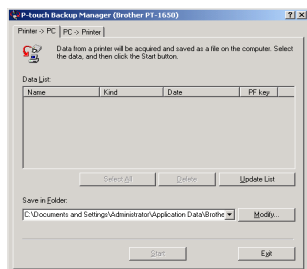 P-touch Backup Manager (Brother PT-1650)
Printer -> PC PC -> Printer
Data from a printer will be acquired and saved as a file on the computer. Select
the data, and then click the Start button.
Data List:
Name Kind Date PF key
Select All Delete Update List
Save in Folder:
C:\Documents and Settings\Administrator\Application Data\Brothe Modify...
Start Exit